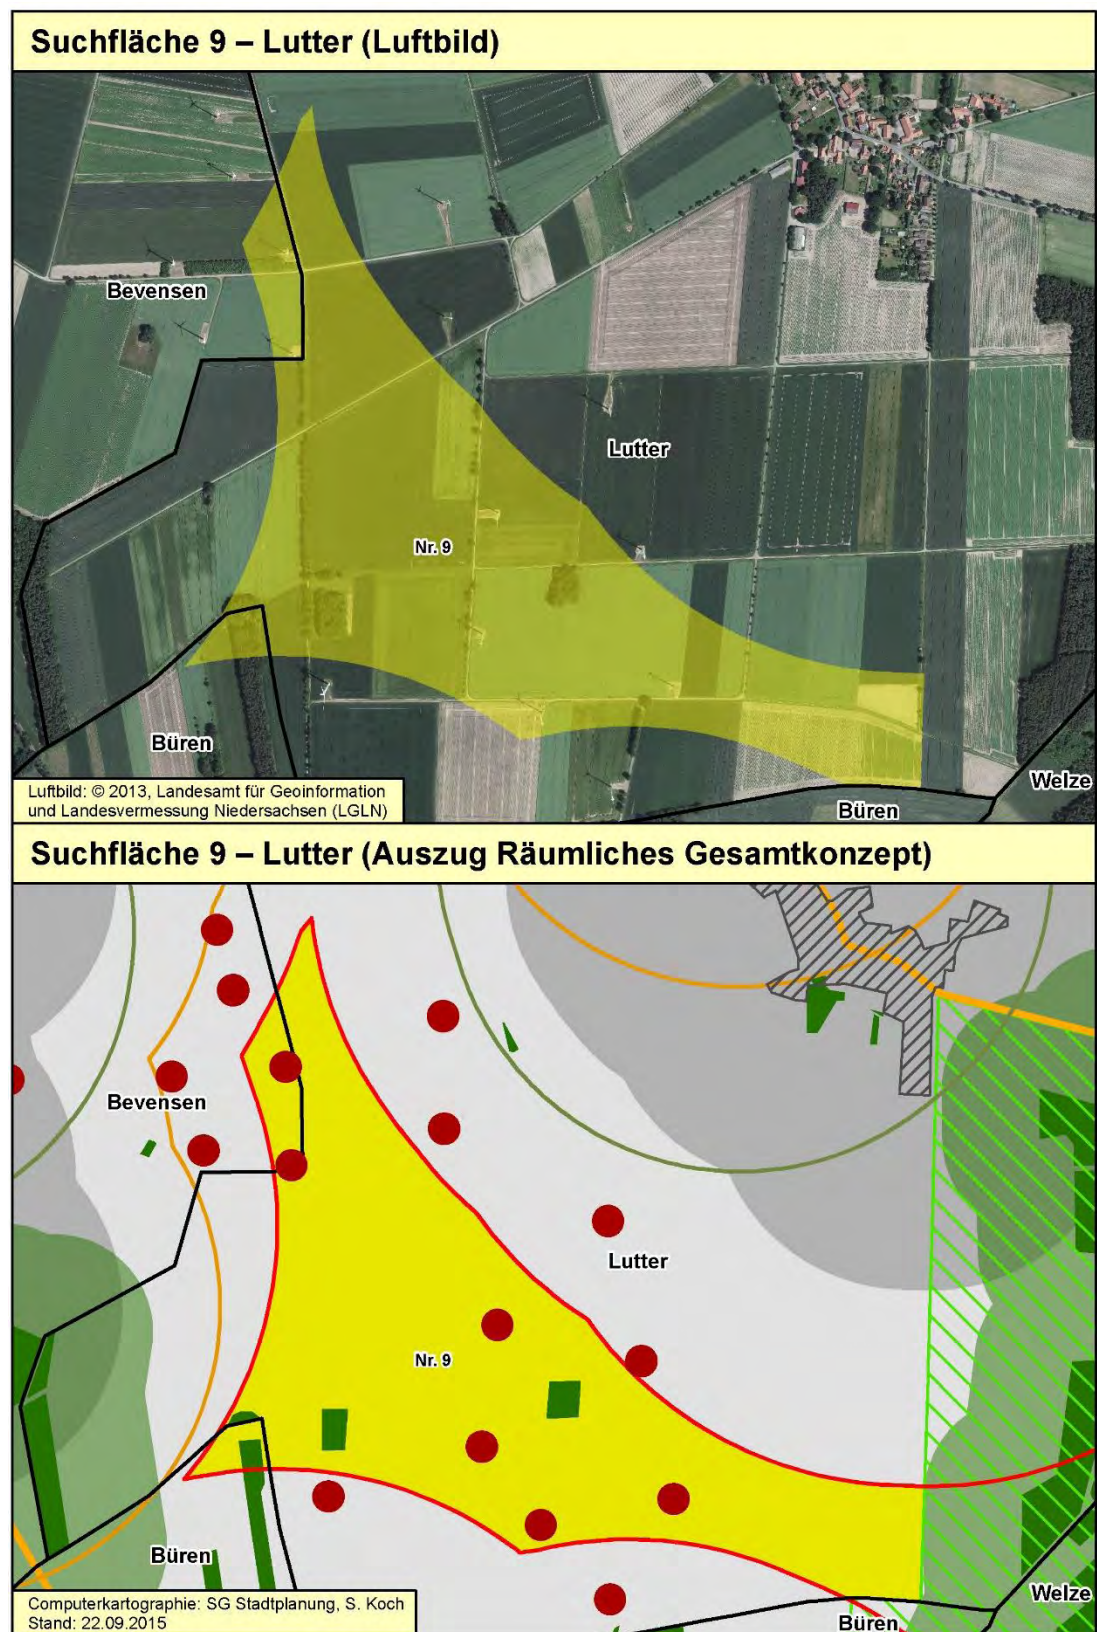 Suchfläche 9 – Lutter (Luftbild)
Bevensen
Lutter
Nr. 9
Büren
Welze
Büren
Luftbild: © 2013, Landesamt für Geoinformation
und Landesvermessung Niedersachsen (LGLN)
Suchfläche 9 – Lutter (Auszug Räumliches Gesamtkonzept)
Bevensen
Lutter
Nr. 9
Büren
Welze
Büren
Computerkartographie: SG Stadtplanung, S. Koch
Stand: 22.09.2015